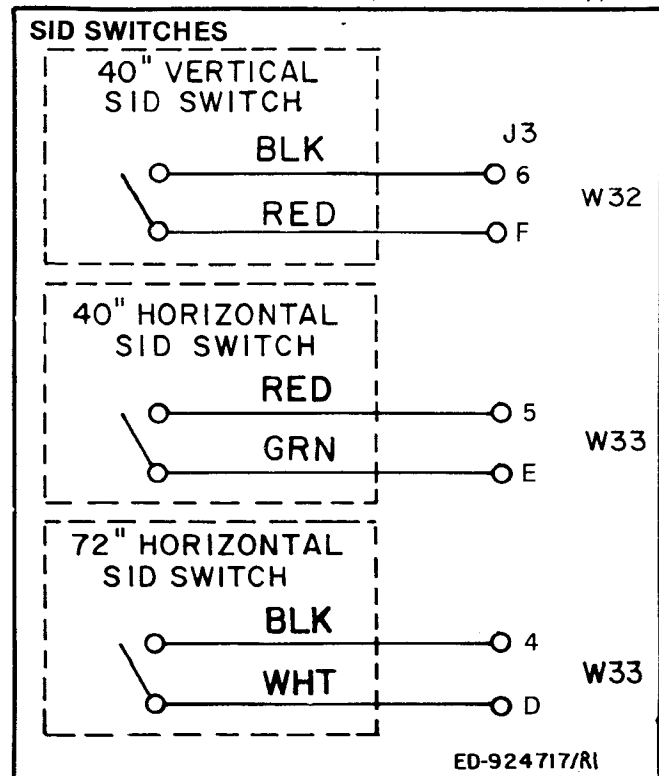 SID SWITCHES
40" VERTICAL
SID SWITCH
BLK
J3
6
W32
RED
F
40" HORIZONTAL
SID SWITCH
RED
5
GRN
W33
E
72" HORIZONTAL
SID SWITCH
BLK
4
WHT
W33
D
ED-924717/R1